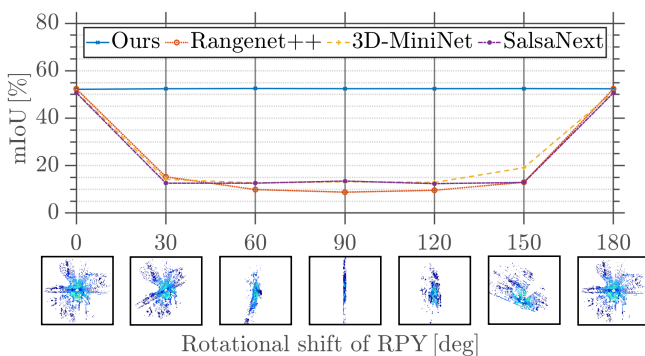 80
Ours Rangenet++ 3D-MiniNet SalsaNext
60
40
20
0
mIoU [%]
0 30 60 90 120 150 180
Rotational shift of RPY [deg]